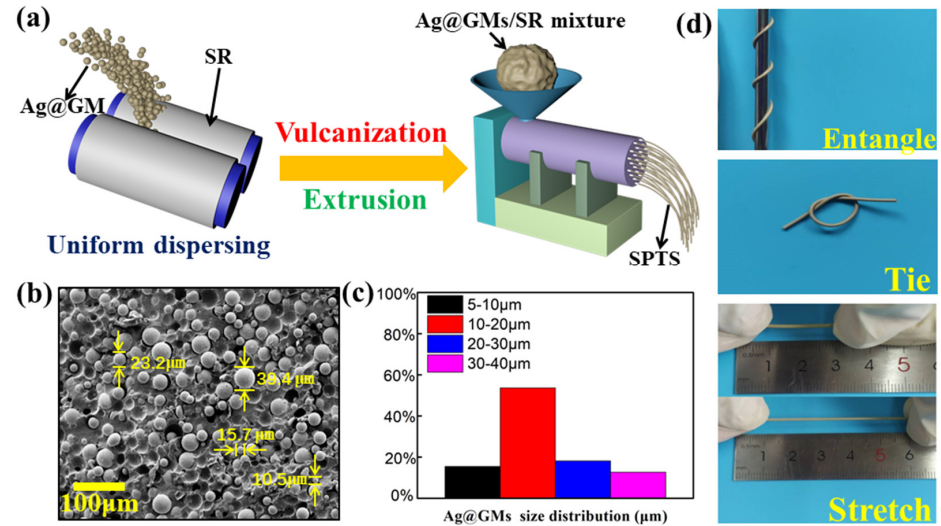 (a)
Ag@GMs/SR mixture
SR
Ag@GM
Vulcanization
Extrusion
Uniform dispersing
SPTS
(b)
23.2μm
39.4μm
15.7μm
10.5μm
100μm
(c)
100%
80%
60%
40%
20%
0%
5-10μm
10-20μm
20-30μm
30-40μm
Ag@GMs size distribution (μm)
(d)
Entangle
Tie
1 2 3 4 5
1 2 3 4 5 6
Stretch